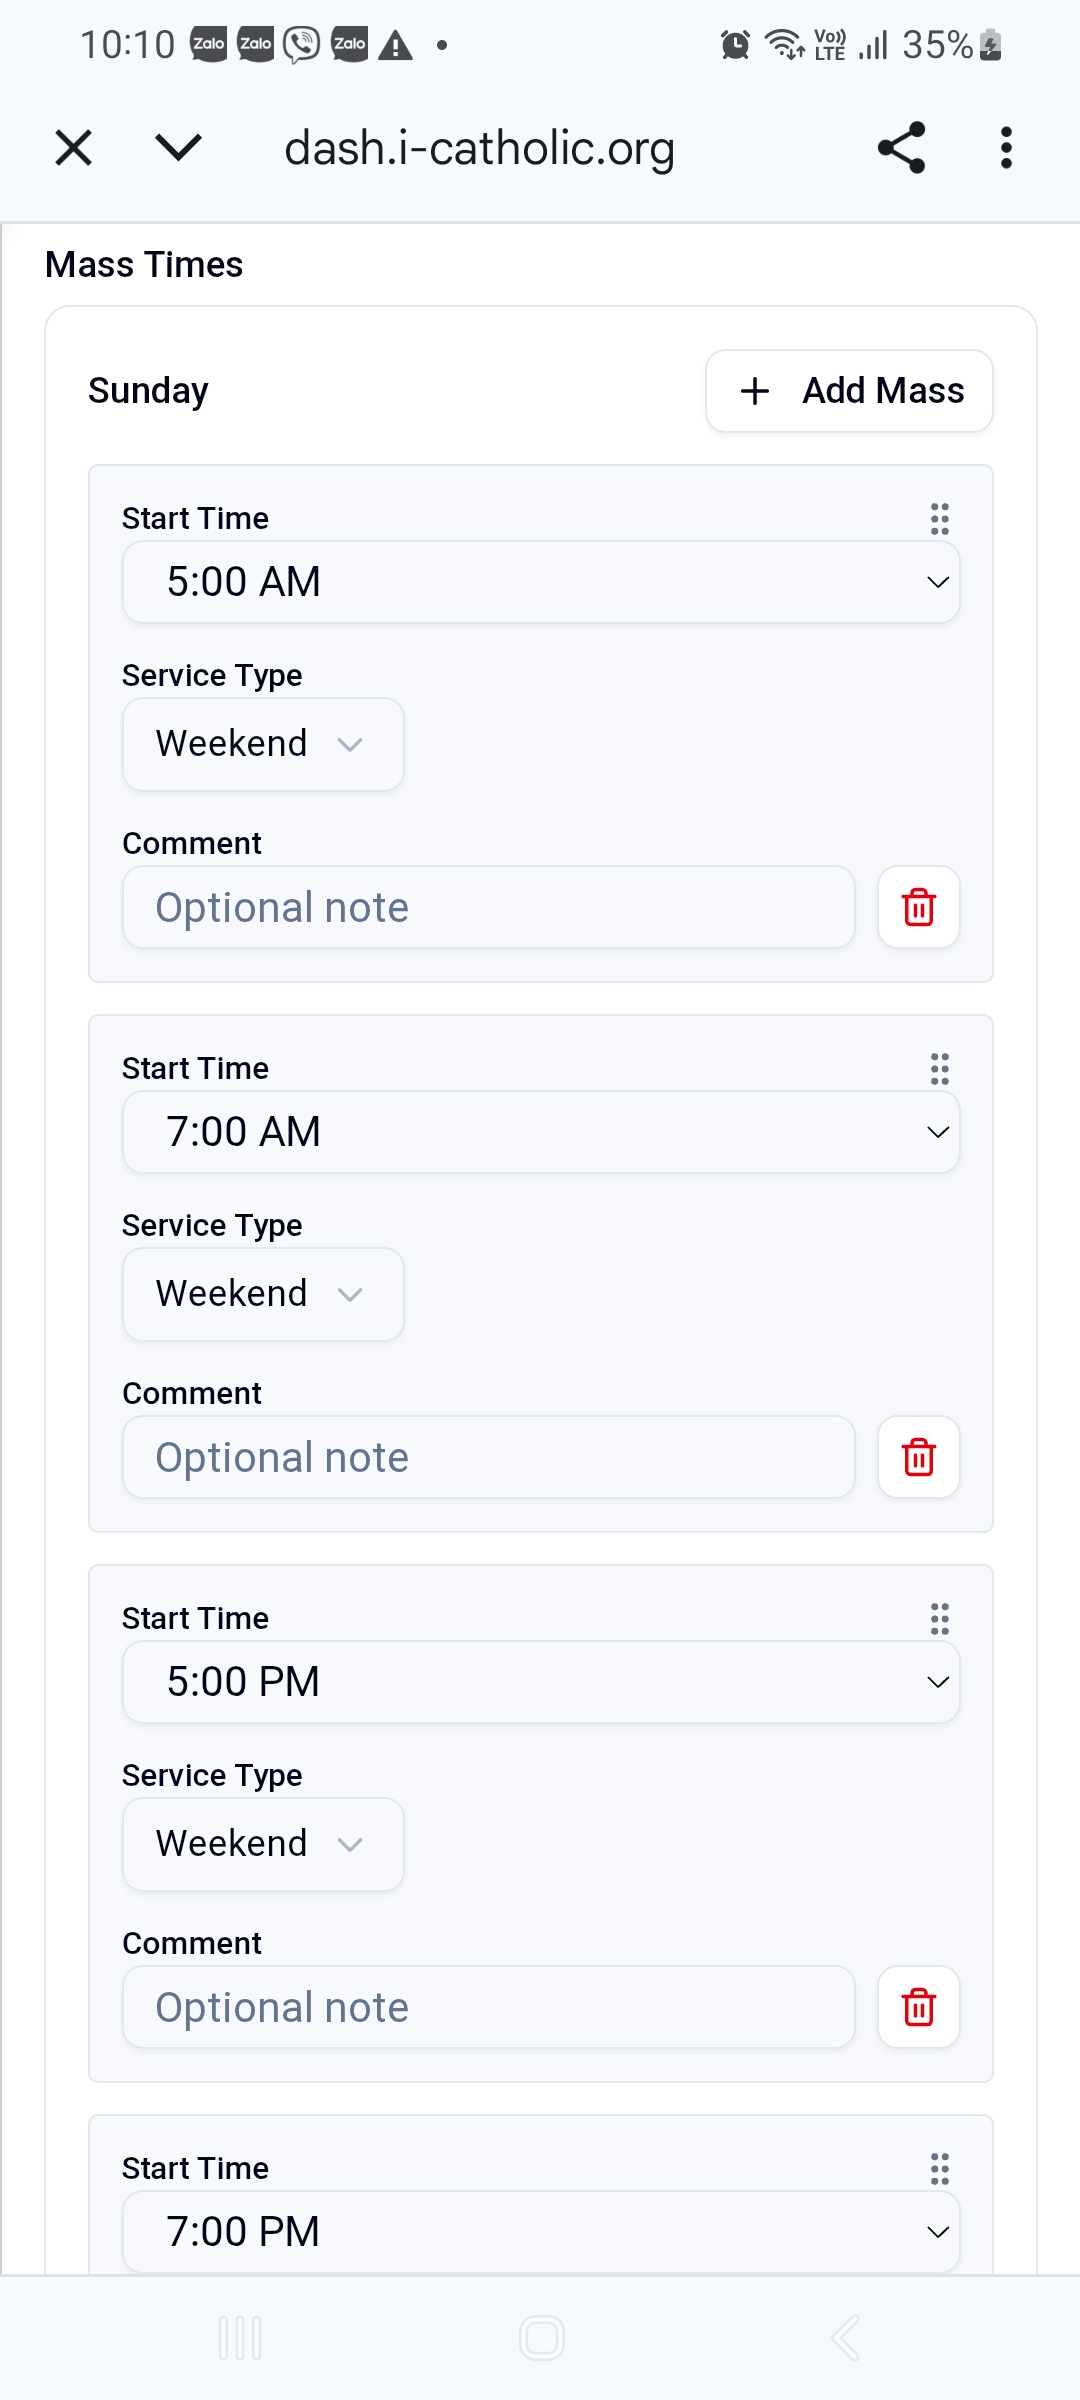 10:10 Zalo Zalo Zalo Vo)) LTE 35%
dash.i-catholic.org
Mass Times
Sunday
Add Mass
Start Time
5:00 AM
Service Type
Weekend
Comment
Optional note
Start Time
7:00 AM
Service Type
Weekend
Comment
Optional note
Start Time
5:00 PM
Service Type
Weekend
Comment
Optional note
Start Time
7:00 PM